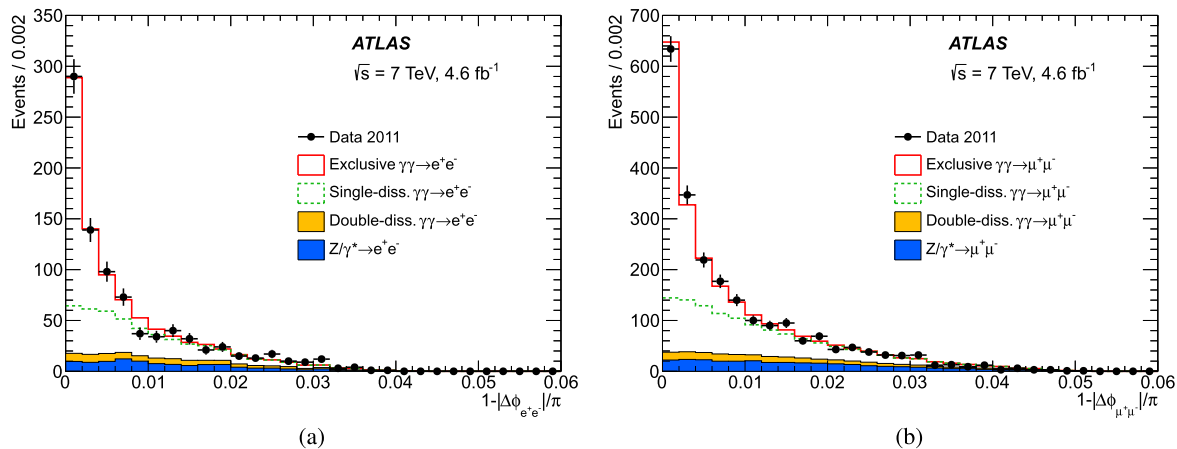 Events / 0.002
350
300
250
200
150
100
50
0
ATLAS
√s = 7 TeV, 4.6 fb⁻¹
Data 2011
Exclusive γγ→e⁺e⁻
Single-diss. γγ→e⁺e⁻
Double-diss. γγ→e⁺e⁻
Z/γ*→e⁺e⁻
0 0.01 0.02 0.03 0.04 0.05 0.06
1-|Δϕ_e⁺e⁻|/π
(a)
Events / 0.002
700
600
500
400
300
200
100
0
ATLAS
√s = 7 TeV, 4.6 fb⁻¹
Data 2011
Exclusive γγ→μ⁺μ⁻
Single-diss. γγ→μ⁺μ⁻
Double-diss. γγ→μ⁺μ⁻
Z/γ*→μ⁺μ⁻
0 0.01 0.02 0.03 0.04 0.05 0.06
1-|Δϕ_μ⁺μ⁻|/π
(b)